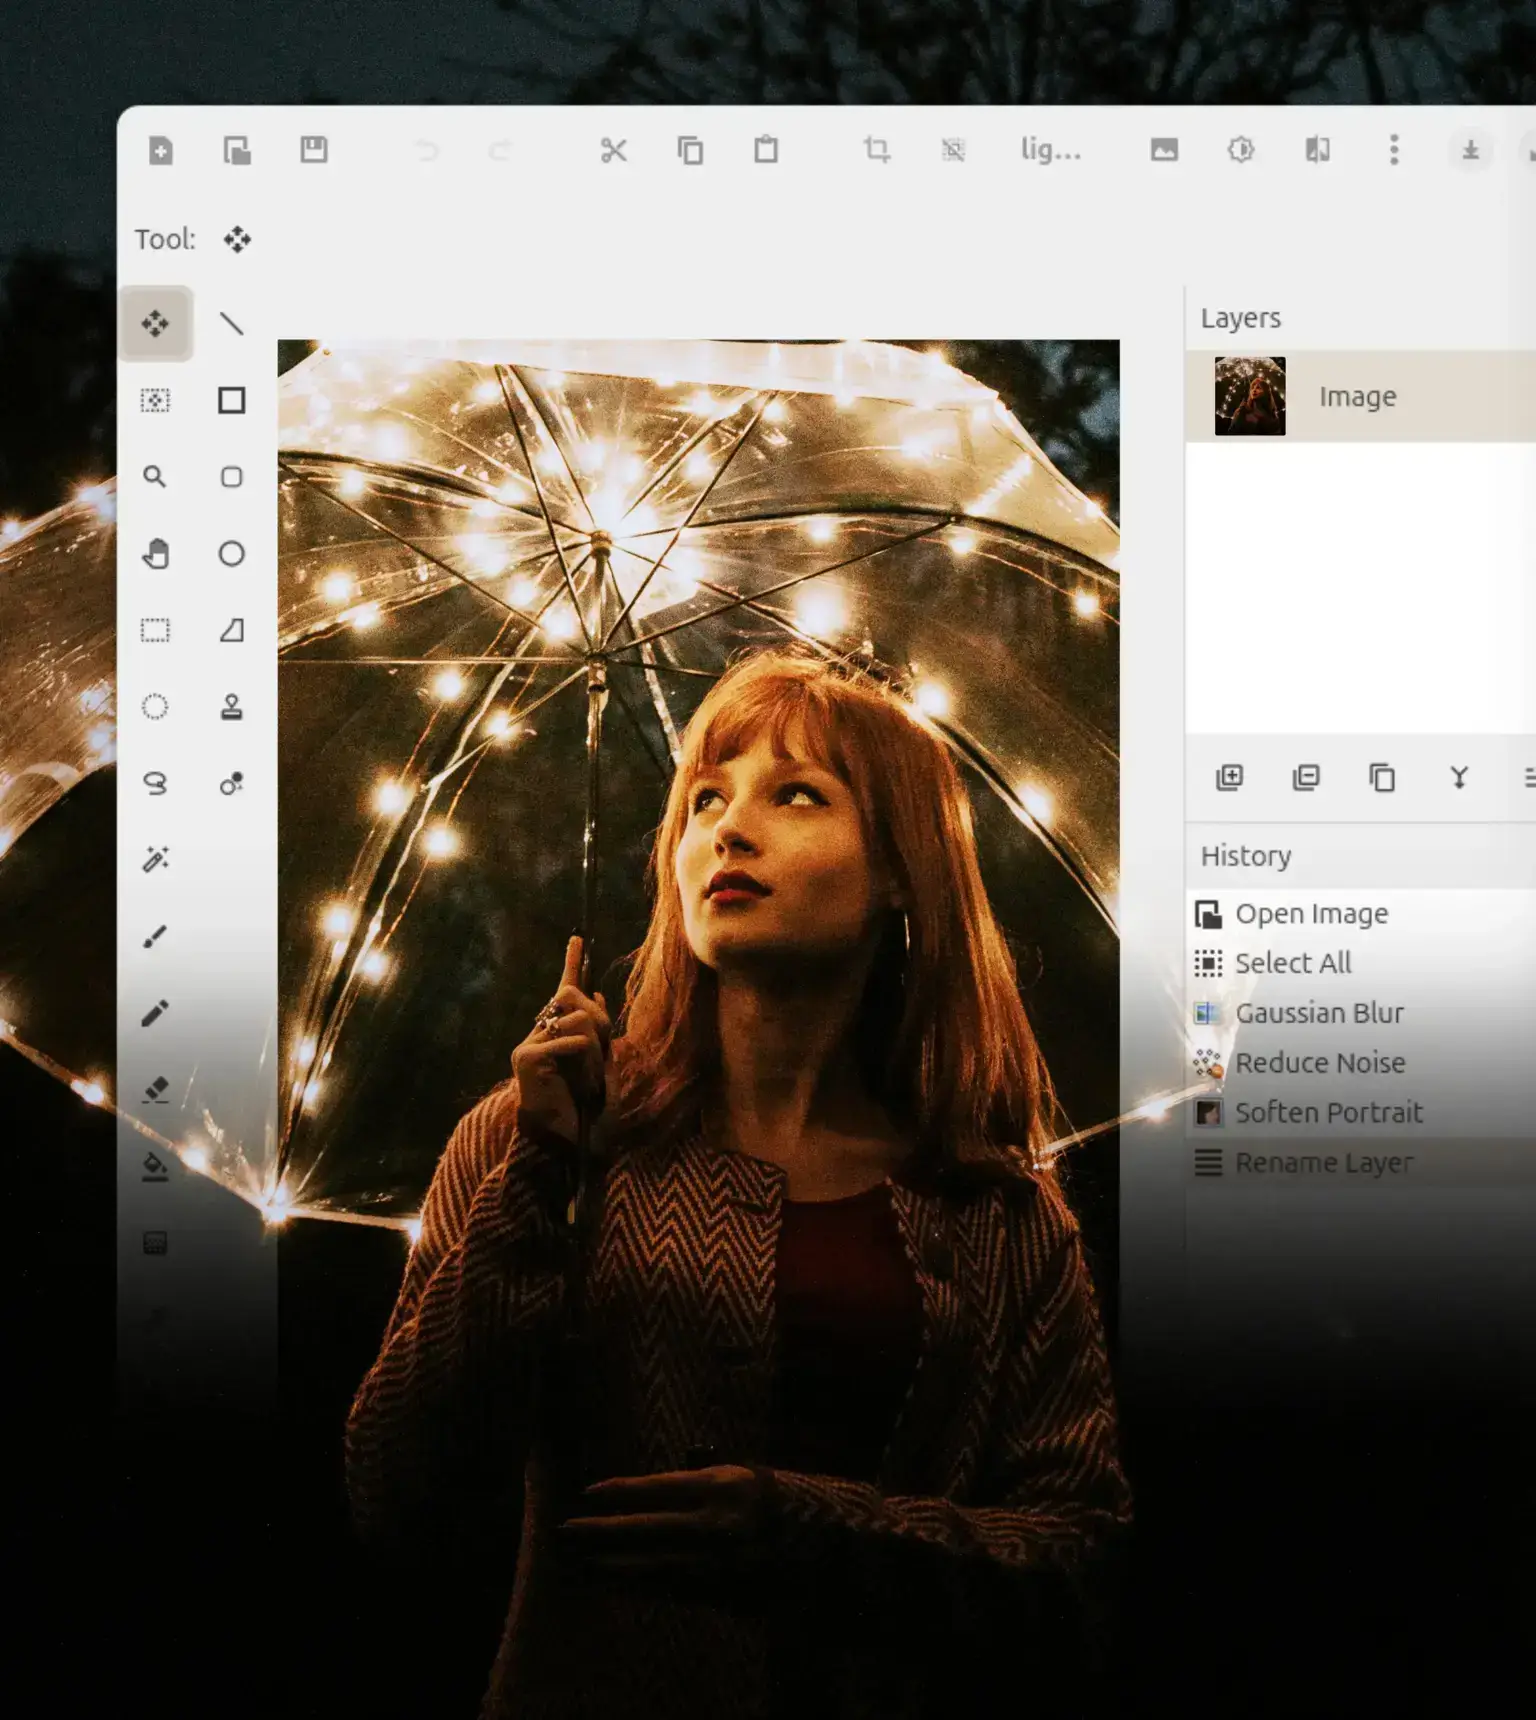 lig...
Tool:
Layers
Image
History
Open Image
Select All
Gaussian Blur
Reduce Noise
Soften Portrait
Rename Layer